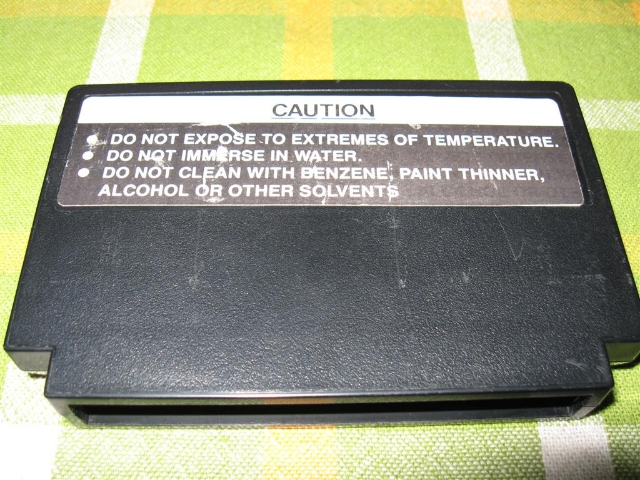 CAUTION
● DO NOT EXPOSE TO EXTREMES OF TEMPERATURE.
● DO NOT IMMERSE IN WATER.
● DO NOT CLEAN WITH BENZENE, PAINT THINNER,
ALCOHOL OR OTHER SOLVENTS